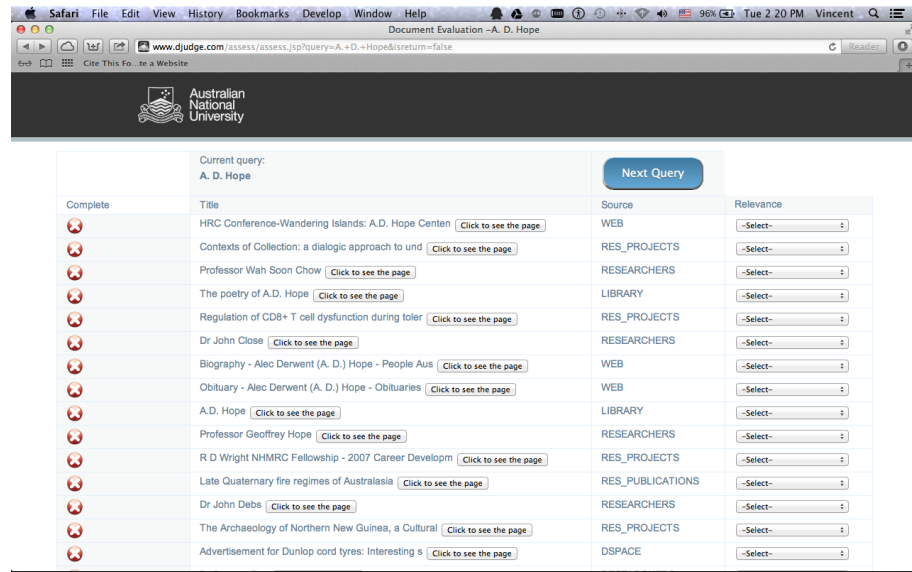 Safari File Edit View History Bookmarks Develop Window Help 96% Tue 2 20 PM Vincent
Document Evaluation -A. D. Hope
www.djudge.com/assess/assess.jsp?query=A.+D.+Hope&isreturn=false Reader
Cite This Fo...te a Website
Australian
National
University
Current query:
A. D. Hope
Next Query
Complete Title Source Relevance
HRC Conference-Wandering Islands: A.D. Hope Centen Click to see the page WEB -Select-
Contexts of Collection: a dialogic approach to und Click to see the page RES_PROJECTS -Select-
Professor Wah Soon Chow Click to see the page RESEARCHERS -Select-
The poetry of A.D. Hope Click to see the page LIBRARY -Select-
Regulation of CD8+ T cell dysfunction during toler Click to see the page RES_PROJECTS -Select-
Dr John Close Click to see the page RESEARCHERS -Select-
Biography - Alec Derwent (A. D.) Hope - People Aus Click to see the page WEB -Select-
Obituary - Alec Derwent (A. D.) Hope - Obituaries Click to see the page WEB -Select-
A.D. Hope Click to see the page LIBRARY -Select-
Professor Geoffrey Hope Click to see the page RESEARCHERS -Select-
R D Wright NHMRC Fellowship - 2007 Career Developm Click to see the page RES_PROJECTS -Select-
Late Quaternary fire regimes of Australasia Click to see the page RES_PUBLICATIONS -Select-
Dr John Debs Click to see the page RESEARCHERS -Select-
The Archaeology of Northern New Guinea, a Cultural Click to see the page RES_PROJECTS -Select-
Advertisement for Dunlop cord tyres: Interesting s Click to see the page DSPACE -Select-